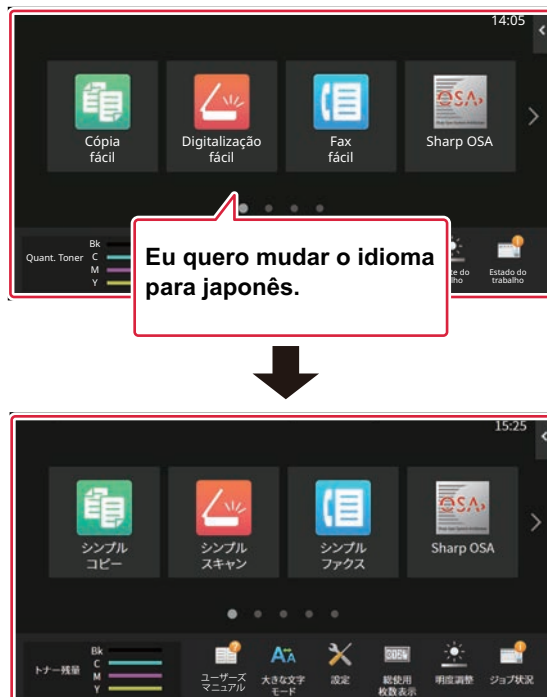 14:05
Cópia
fácil
Digitalização
fácil
Fax
fácil
Sharp OSA
OSA
Quant. Toner
Bk
C
M
Y
Eu quero mudar o idioma
para japonês.
Estado do
trabalho
15:25
シンプル
コピー
シンプル
スキャン
シンプル
ファクス
Sharp OSA
OSA
トナー残量
Bk
C
M
Y
ユーザーズ
マニュアル
大きな文字
モード
設定
総使用
枚数表示
明度調整
ジョブ状況